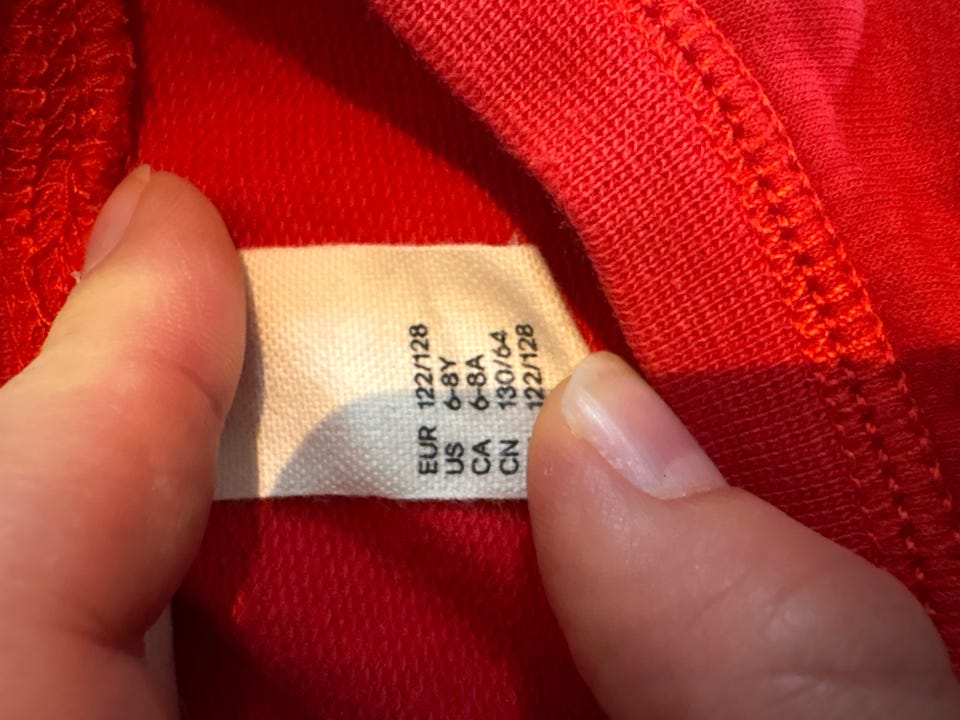 EUR 122/128
US 6-8Y
CA 6-8A
CN 130/64
122/128